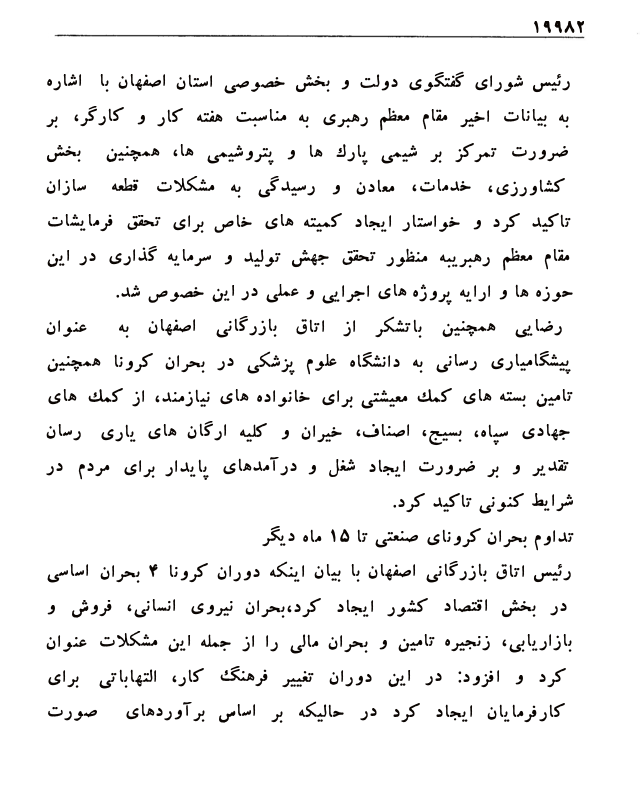 ۱۹۹۸۲
رئیس شورای گفتگوی دولت و بخش خصوصی استان اصفهان با اشاره
به بیانات اخیر مقام معظم رهبری به مناسبت هفته کار و کارگر، بر
ضرورت تمرکز بر شیمی پارك ها و پتروشیمی ها، همچنین بخش
کشاورزی، خدمات، معادن و رسیدگی به مشکلات قطعه سازان
تاکید کرد و خواستار ایجاد کمیته های خاص برای تحقق فرمایشات
مقام معظم رهبریبه منظور تحقق جهش تولید و سرمایه گذاری در این
حوزه ها و ارایه پروژه های اجرایی و عملی در این خصوص شد.
رضایی همچنین باتشکر از اتاق بازرگانی اصفهان به عنوان
پیشگامیاری رسانی به دانشگاه علوم پزشکی در بحران کرونا همچنین
تامین بسته های کمك معیشتی برای خانواده های نیازمند، از کمك های
جهادی سپاه، بسیج، اصناف، خیران و کلیه ارگان های یاری رسان
تقدیر و بر ضرورت ایجاد شغل و درآمدهای پایدار برای مردم در
شرایط کنونی تاکید کرد.
تداوم بحران کرونای صنعتی تا ۱۵ ماه دیگر
رئیس اتاق بازرگانی اصفهان با بیان اینکه دوران کرونا ۴ بحران اساسی
در بخش اقتصاد کشور ایجاد کرد،بحران نیروی انسانی، فروش و
بازاریابی، زنجیره تامین و بحران مالی را از جمله این مشکلات عنوان
کرد و افزود: در این دوران تغییر فرهنگ کار، التهاباتی برای
کارفرمایان ایجاد کرد در حالیکه بر اساس برآوردهای صورت